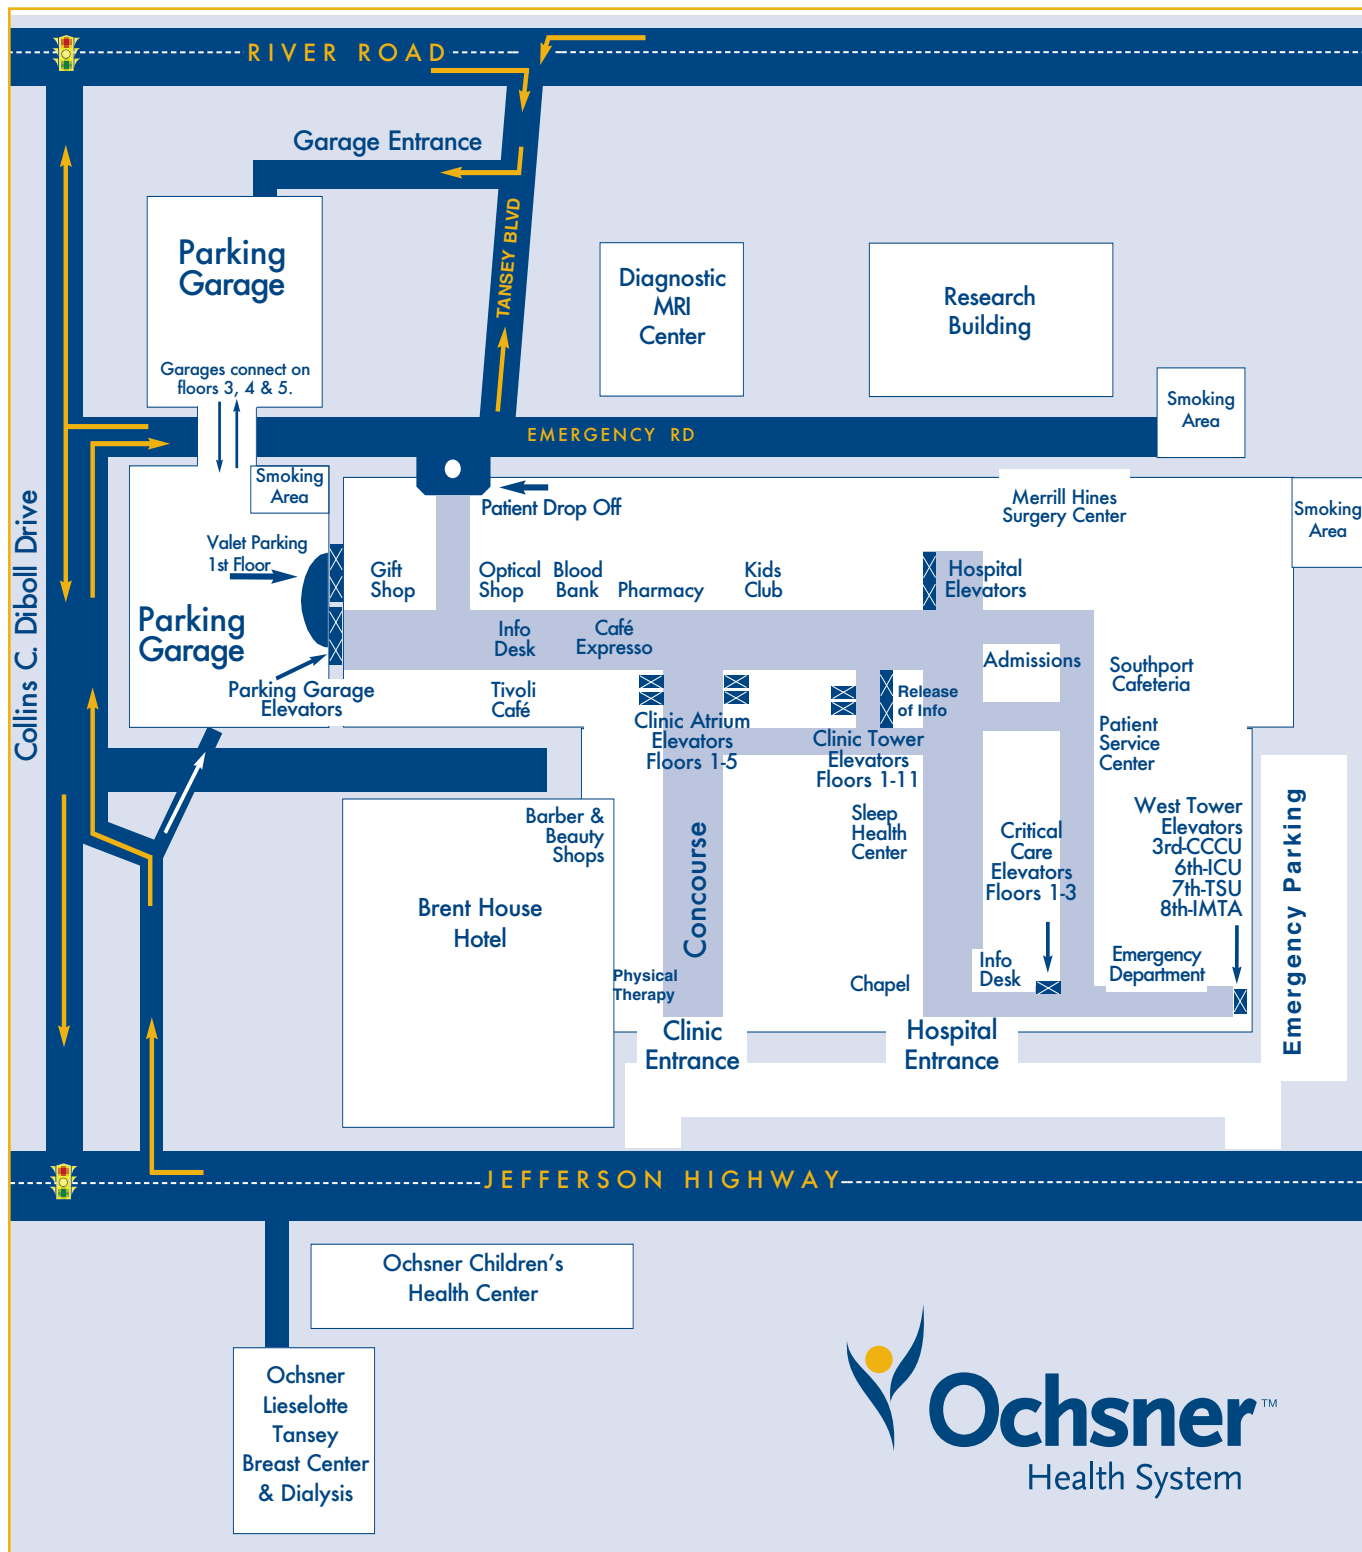 RIVER ROAD
Garage Entrance
TANSEY BLVD
Parking
Garage
Garages connect on
floors 3, 4 & 5.
Diagnostic
MRI
Center
Research
Building
Smoking
Area
EMERGENCY RD
Smoking
Area
Patient Drop Off
Merrill Hines
Surgery Center
Smoking
Area
Collins C. Diboll Drive
Valet Parking
1st Floor
Gift
Shop
Optical
Shop
Blood
Bank
Pharmacy
Kids
Club
Hospital
Elevators
Parking
Garage
Info
Desk
Café
Expresso
Admissions
Southport
Cafeteria
Parking Garage
Elevators
Tivoli
Café
Release
of Info
Clinic Atrium
Elevators
Floors 1-5
Clinic Tower
Elevators
Floors 1-11
Patient
Service
Center
Barber &
Beauty
Shops
Concourse
Sleep
Health
Center
Critical
Care
Elevators
Floors 1-3
West Tower
Elevators
3rd-CCCU
6th-ICU
7th-TSU
8th-IMTA
Emergency Parking
Brent House
Hotel
Physical
Therapy
Chapel
Info
Desk
Emergency
Department
Clinic
Entrance
Hospital
Entrance
JEFFERSON HIGHWAY
Ochsner Children's
Health Center
Ochsner
Lieselotte
Tansey
Breast Center
& Dialysis
Ochsner™
Health System